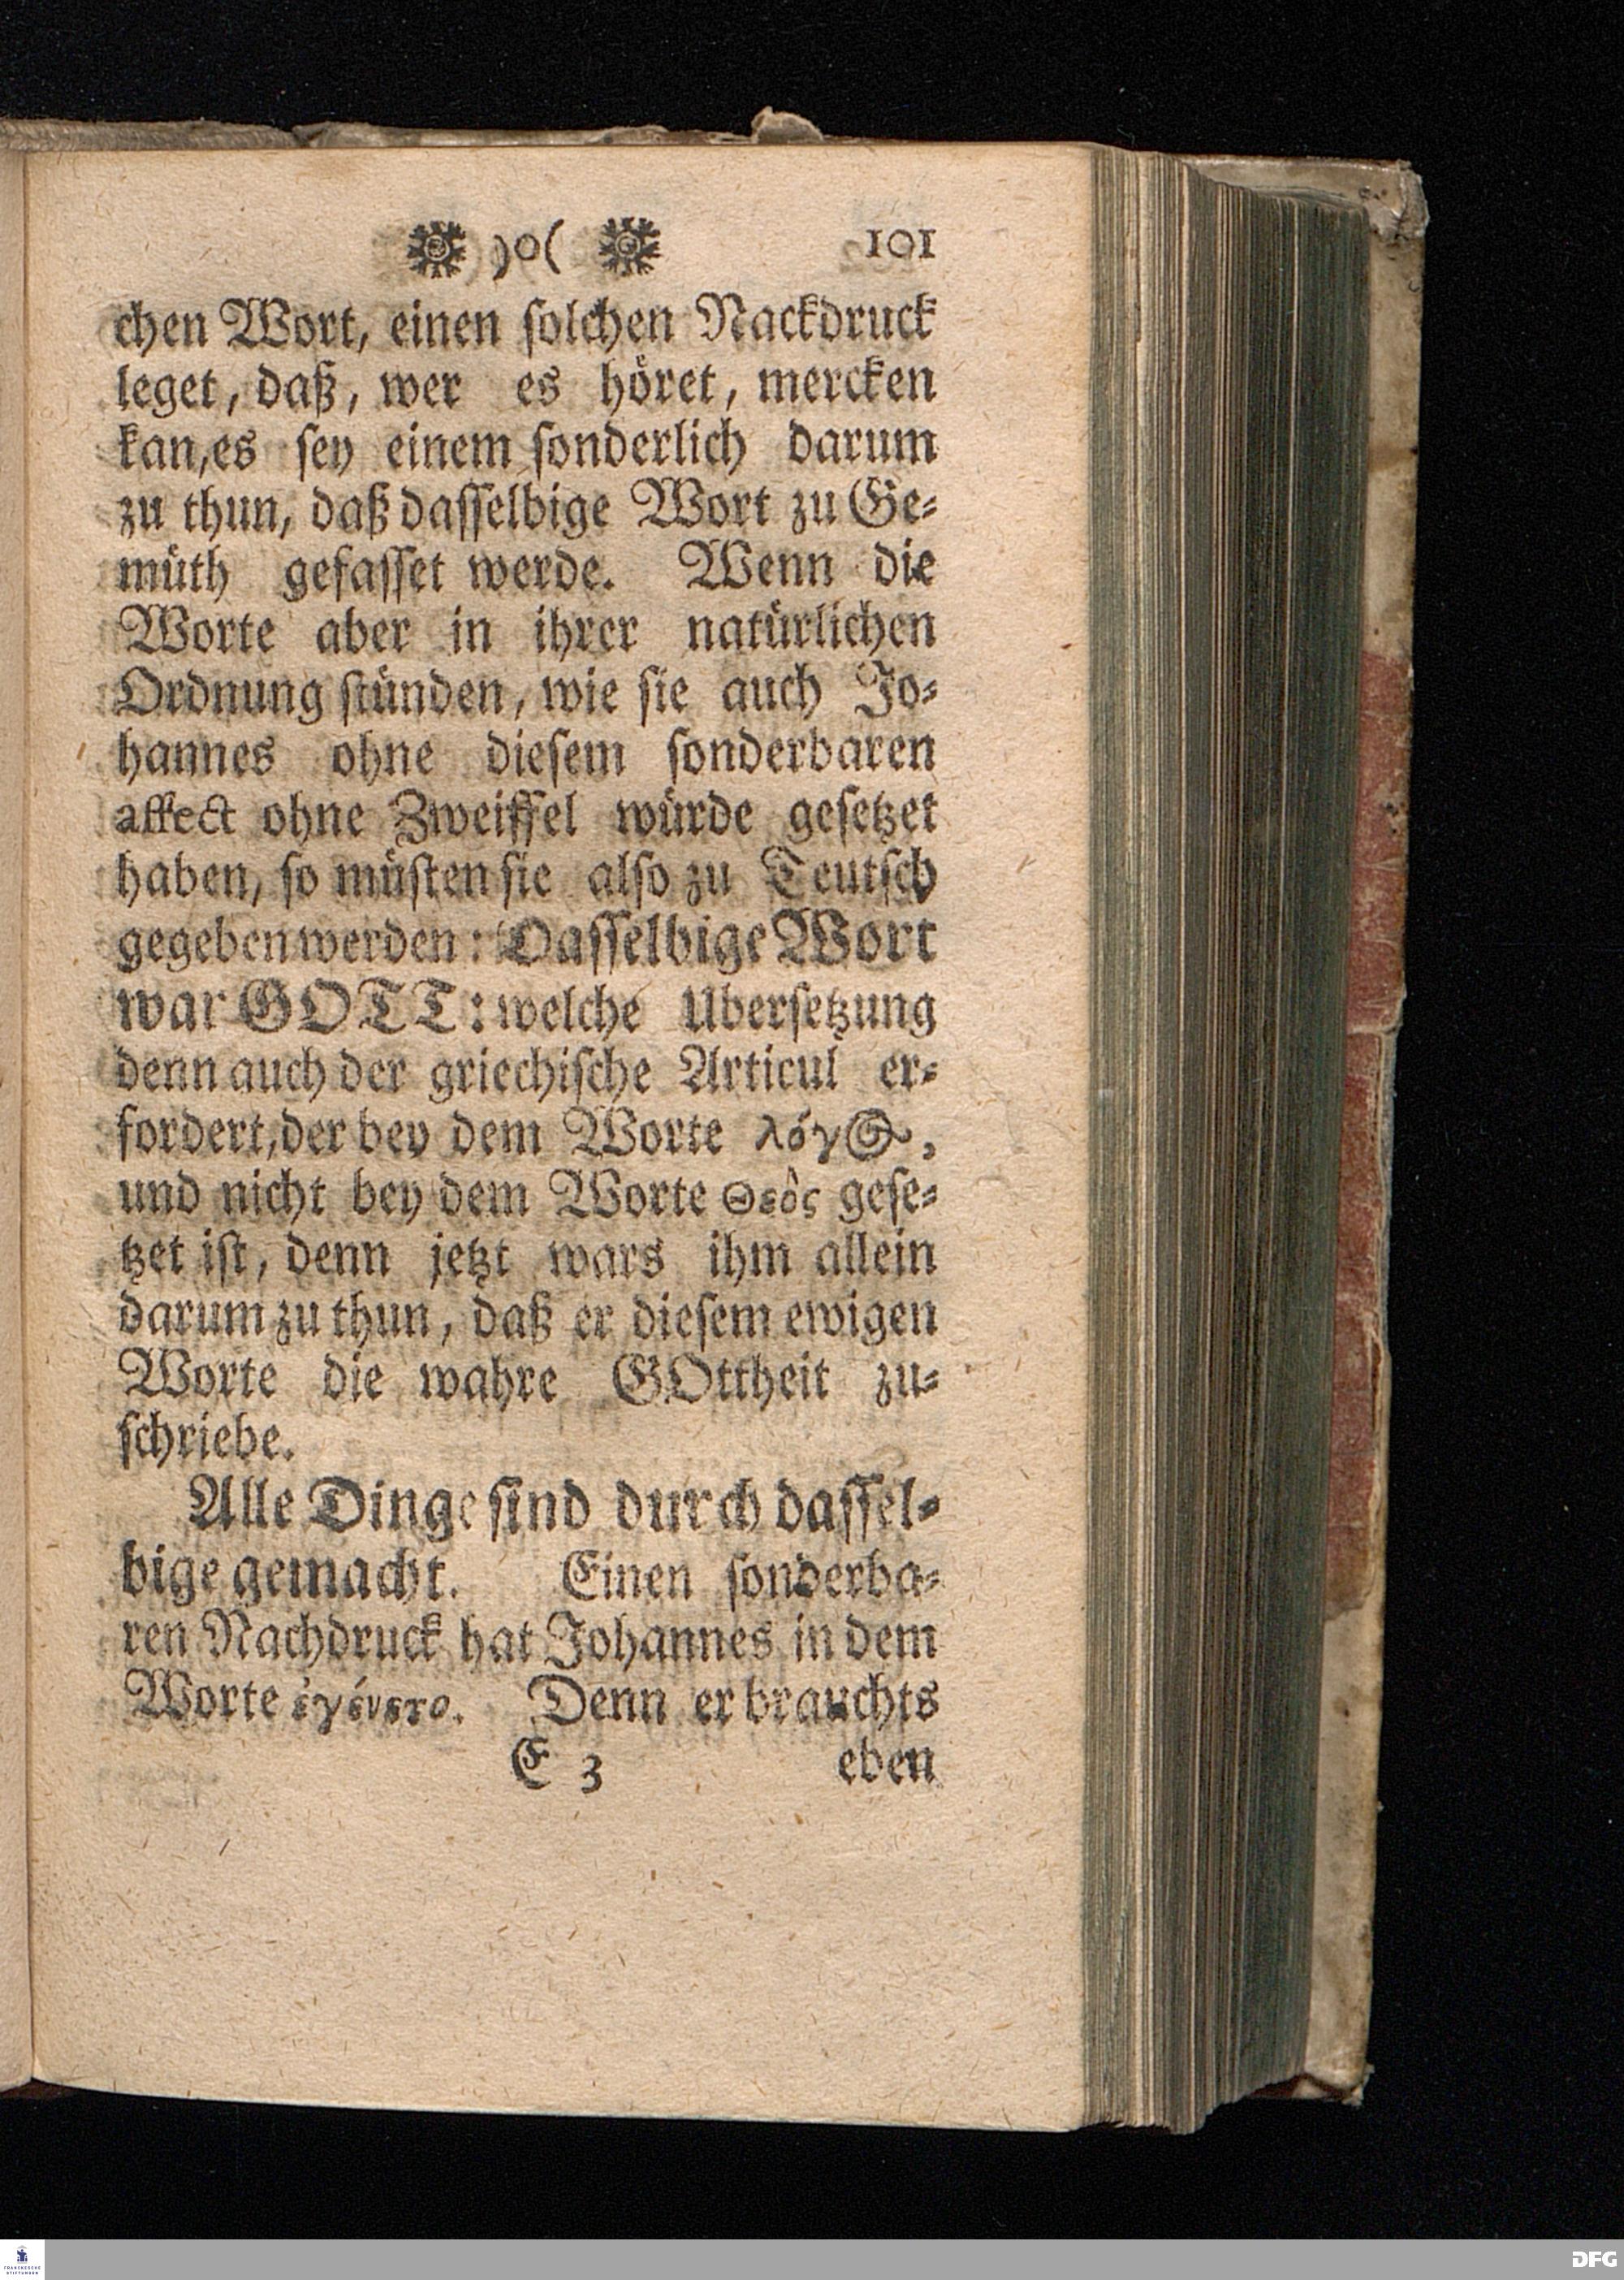 )o( 101
chen Wort, einen solchen Nackdruck
leget, daß, wer es höret, mercken
kan,es sey einem sonderlich darum
zu thun, daß dasselbige Wort zu Ge-
müth gefasset werde. Wenn die
Worte aber in ihrer natürlichen
Ordnung stünden, wie sie auch Jo-
hannes ohne diesem sonderbaren
affect ohne Zweiffel würde gesetzet
haben, so müsten sie also zu Teutsch
gegeben werden: Dasselbige Wort
war GOTT: welche Ubersetzung
denn auch der griechische Articul er-
fordert,der bey dem Worte λόγος,
und nicht bey dem Worte Θεὸς gese-
tzet ist, denn jetzt wars ihm allein
darum zu thun, daß er diesem ewigen
Worte die wahre GOttheit zu-
schriebe.
Alle Dinge sind durch dassel-
bige gemacht. Einen sonderba-
ren Nachdruck hat Johannes in dem
Worte ἐγένετο. Denn er brauchts
E 3 eben
FRANCKESCHE
STIFTUNGEN
DFG